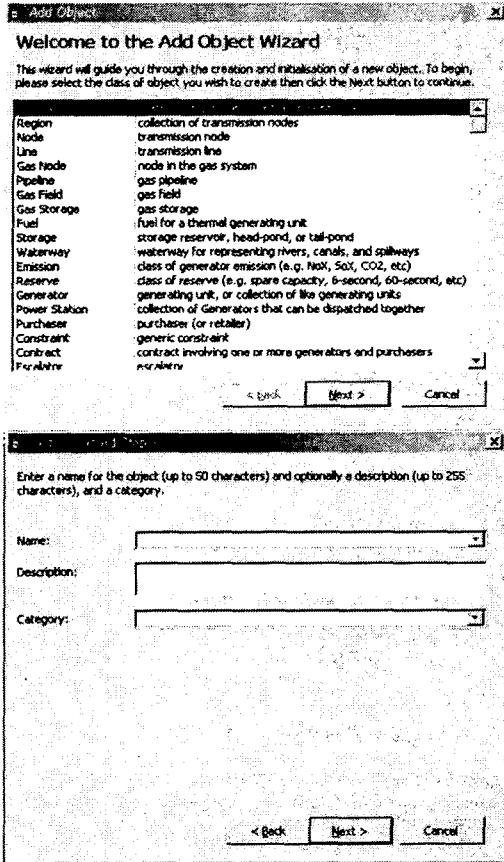 Add Object
Welcome to the Add Object Wizard
This wizard will guide you through the creation and initialisation of a new object. To begin,
please select the class of object you wish to create then click the Next button to continue.
Region collection of transmission nodes
Node transmission node
Line transmission line
Gas Node node in the gas system
Pipeline gas pipeline
Gas Field gas field
Gas Storage gas storage
Fuel fuel for a thermal generating unit
Storage storage reservoir, head-pond, or tail-pond
Waterway waterway for representing rivers, canals, and spillways
Emission class of generator emission (e.g. NoX, SoX, CO2, etc)
Reserve class of reserve (e.g. spare capacity, 6-second, 60-second, etc)
Generator generating unit, or collection of like generating units
Power Station collection of Generators that can be dispatched together
Purchaser purchaser (or retailer)
Constraint generic constraint
Contract contract involving one or more generators and purchasers
Escalator escalator
< Back Next > Cancel
Enter a name for the object (up to 50 characters) and optionally a description (up to 255
characters), and a category.
Name:
Description:
Category:
< Back Next > Cancel